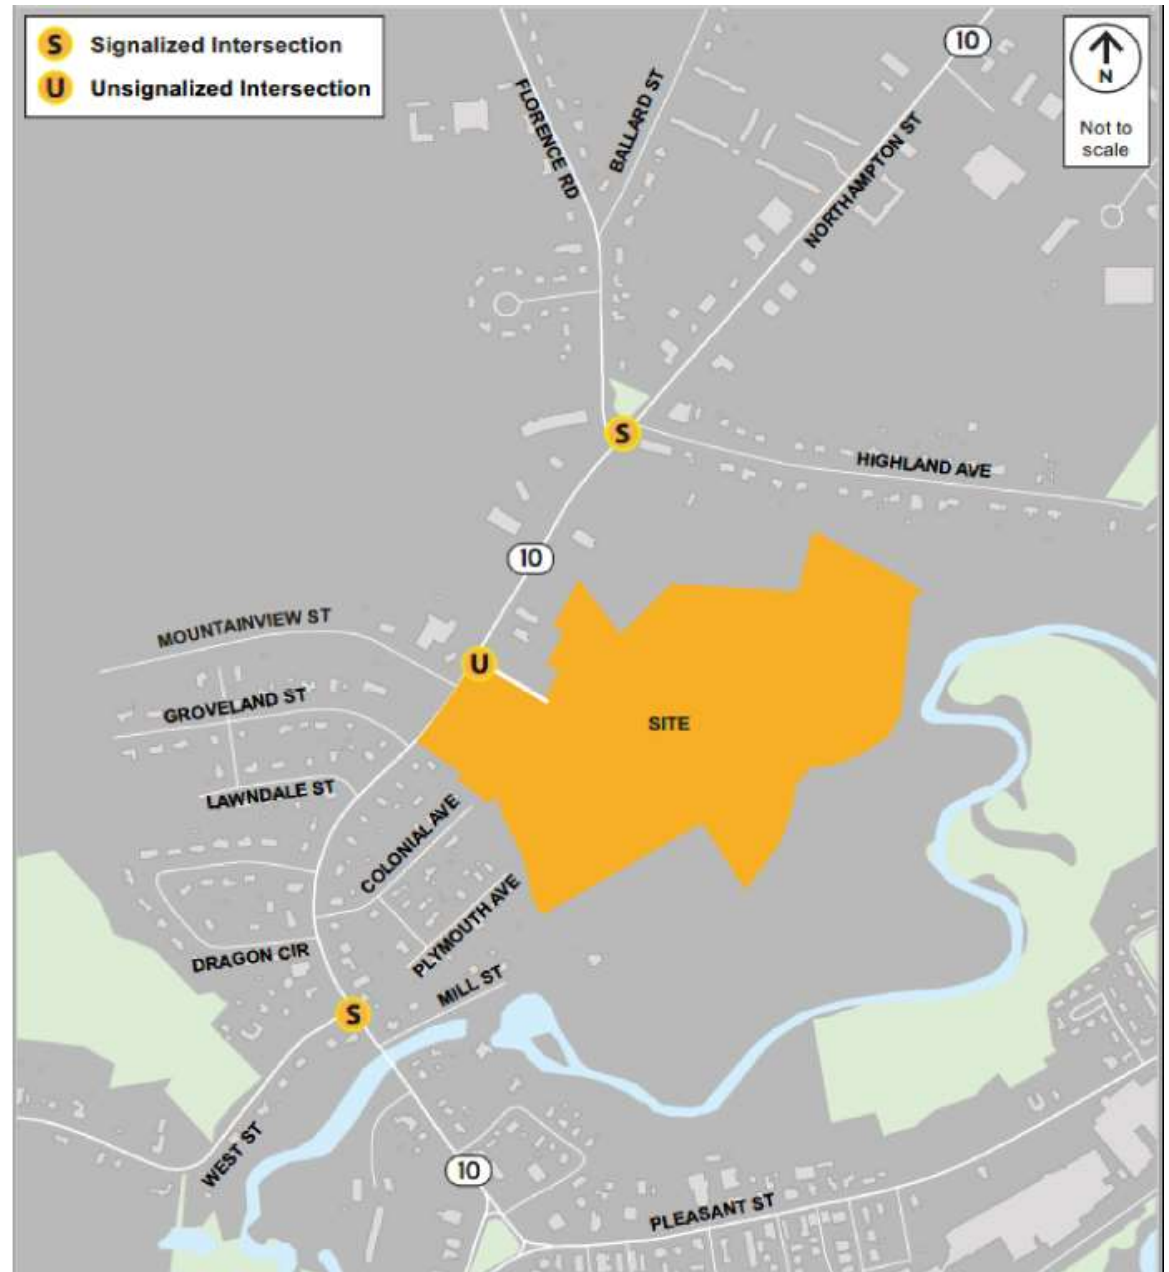 S Signalized Intersection
U Unsignalized Intersection
10
N
Not to
scale
FLORENCE RD
BALLARD ST
NORTHAMPTON ST
S
HIGHLAND AVE
10
MOUNTAINVIEW ST
U
GROVELAND ST
SITE
LAWNDALE ST
COLONIAL AVE
PLYMOUTH AVE
DRAGON CIR
MILL ST
S
WEST ST
10
PLEASANT ST